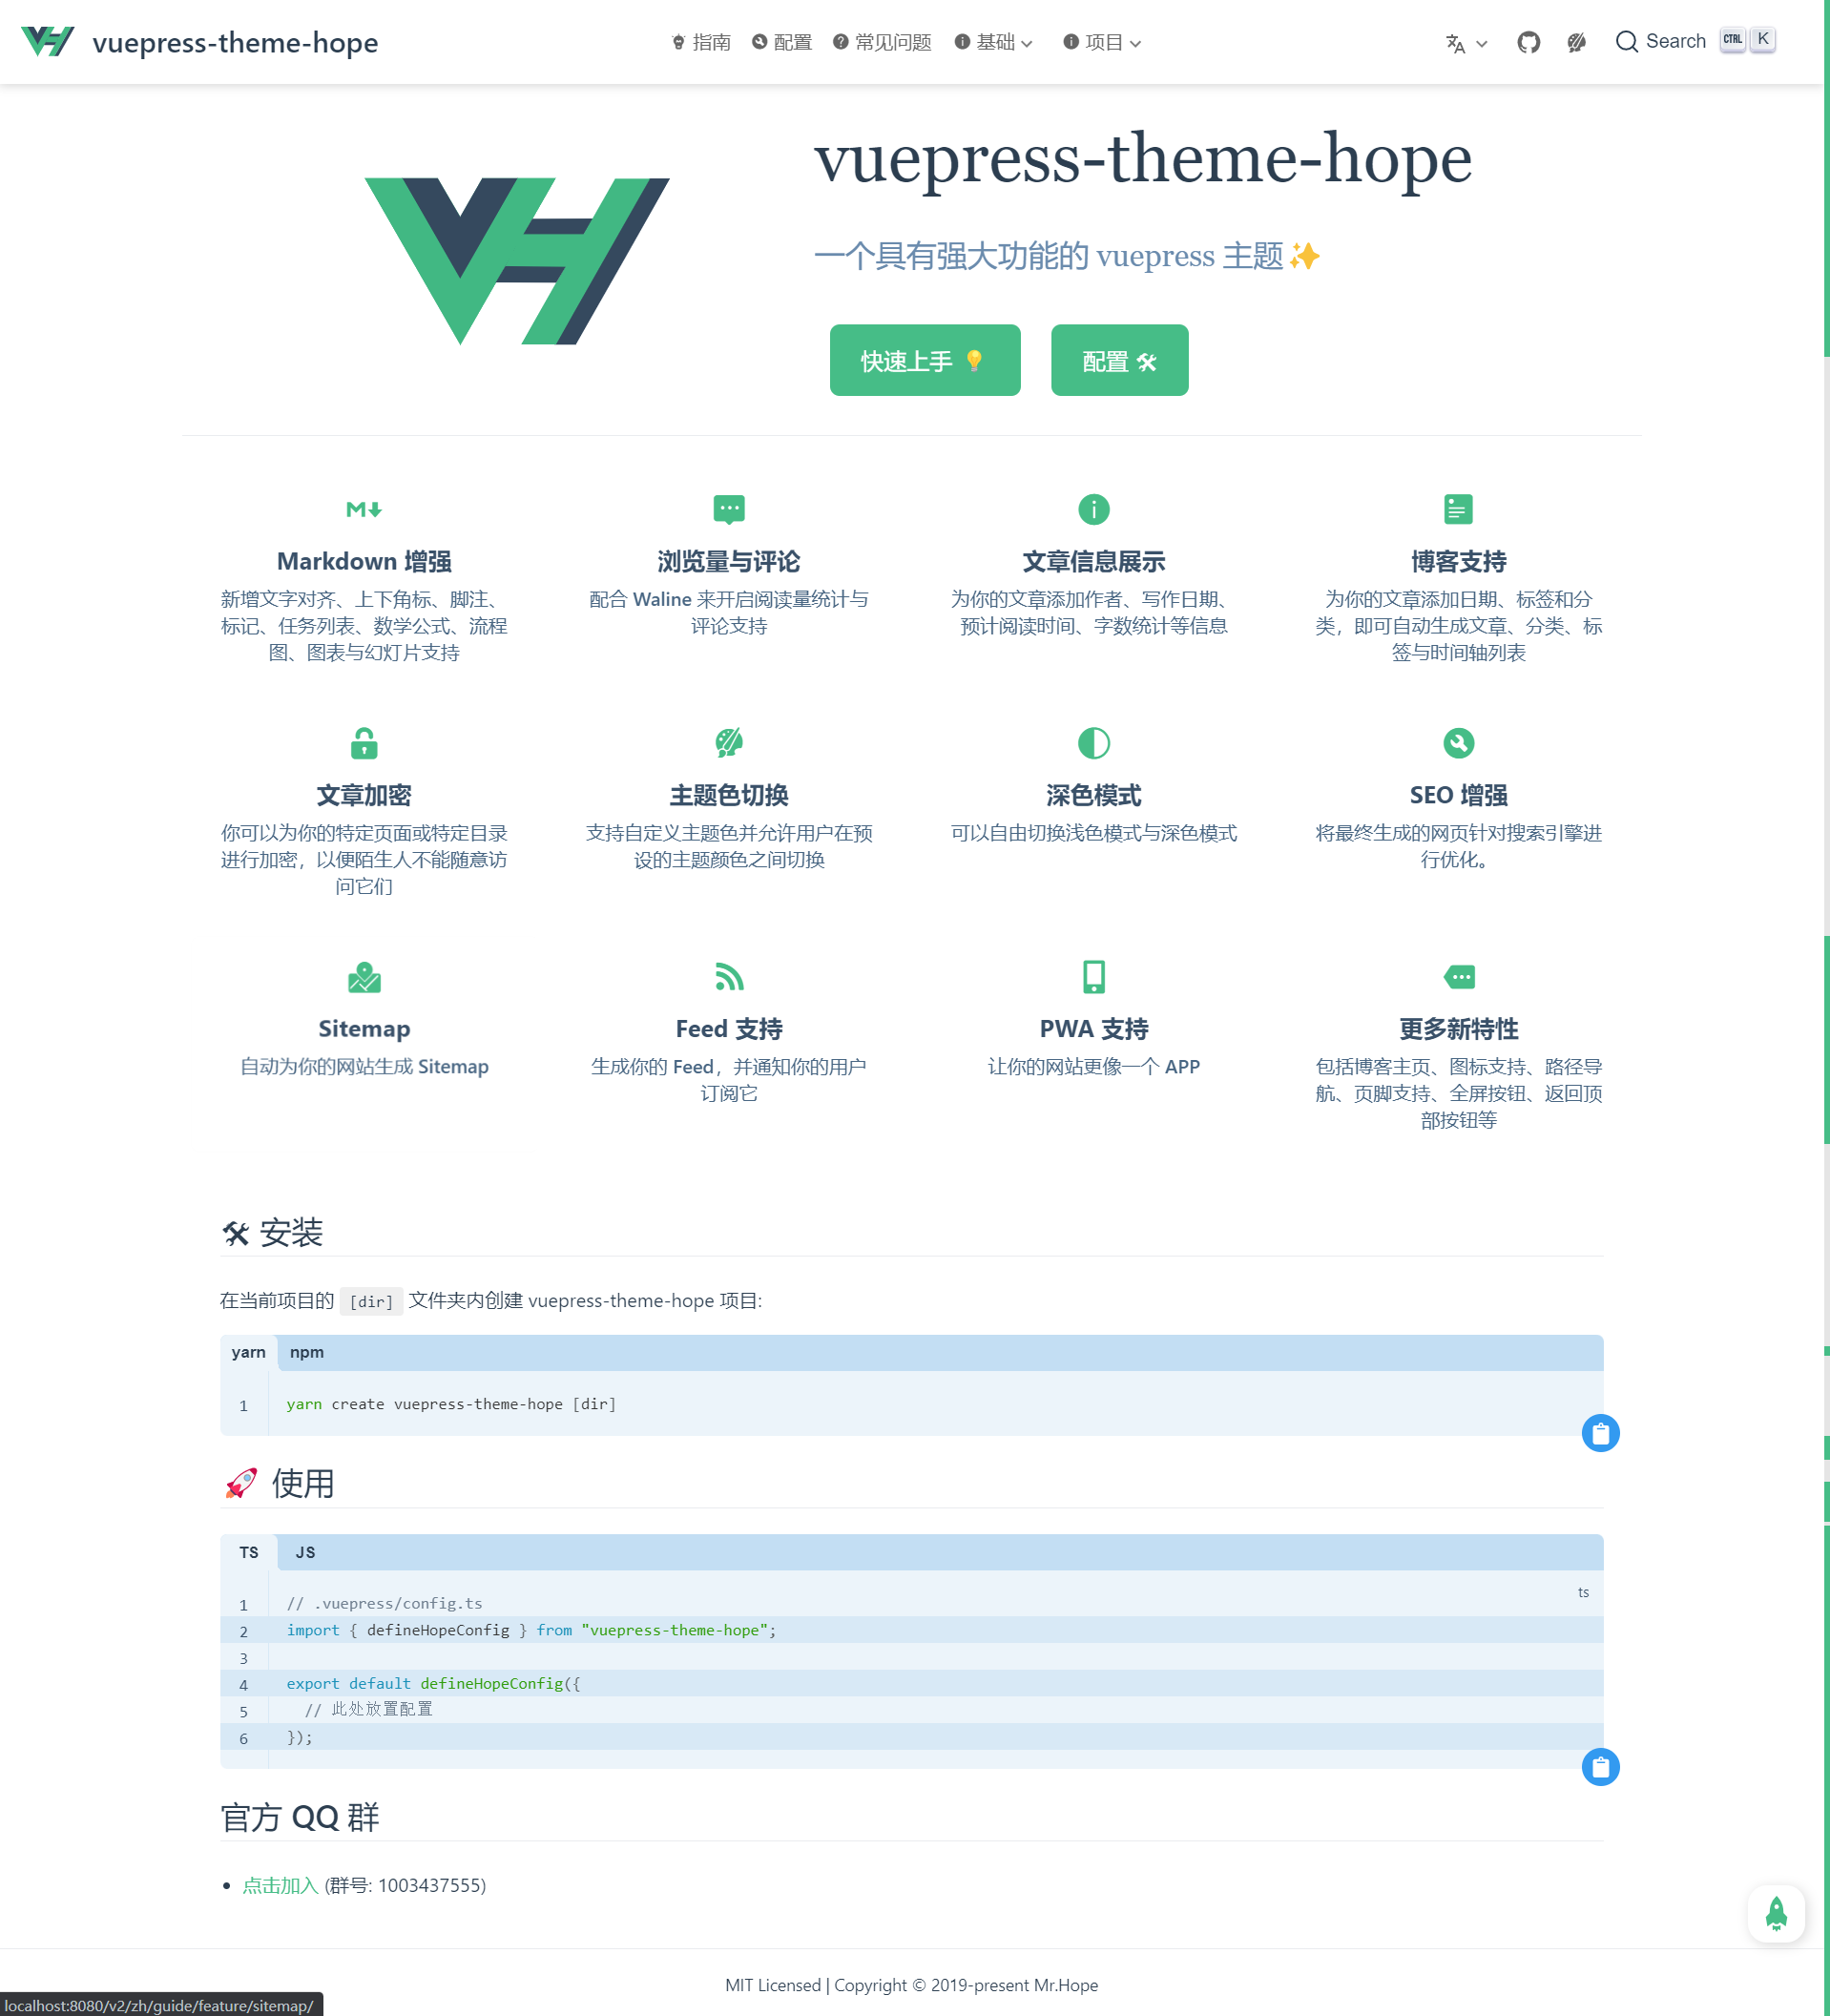 vuepress-theme-hope
指南 配置 常见问题 基础 项目
Search CTRL K
vuepress-theme-hope
一个具有强大功能的 vuepress 主题✨
快速上手 💡
配置 🛠
Markdown 增强
新增文字对齐、上下角标、脚注、
标记、任务列表、数学公式、流程
图、图表与幻灯片支持
浏览量与评论
配合 Waline 来开启阅读量统计与
评论支持
文章信息展示
为你的文章添加作者、写作日期、
预计阅读时间、字数统计等信息
博客支持
为你的文章添加日期、标签和分
类，即可自动生成文章、分类、标
签与时间轴列表
文章加密
你可以为你的特定页面或特定目录
进行加密，以便陌生人不能随意访
问它们
主题色切换
支持自定义主题色并允许用户在预
设的主题颜色之间切换
深色模式
可以自由切换浅色模式与深色模式
SEO 增强
将最终生成的网页针对搜索引擎进
行优化。
Sitemap
自动为你的网站生成 Sitemap
Feed 支持
生成你的 Feed，并通知你的用户
订阅它
PWA 支持
让你的网站更像一个 APP
更多新特性
包括博客主页、图标支持、路径导
航、页脚支持、全屏按钮、返回顶
部按钮等
🛠 安装
在当前项目的 [dir] 文件夹内创建 vuepress-theme-hope 项目:
yarn npm
1 yarn create vuepress-theme-hope [dir]
🚀 使用
TS JS
ts
1 // .vuepress/config.ts
2 import { defineHopeConfig } from "vuepress-theme-hope";
3
4 export default defineHopeConfig({
5 // 此处放置配置
6 });
官方 QQ 群
• 点击加入 (群号: 1003437555)
MIT Licensed | Copyright © 2019-present Mr.Hope
localhost:8080/v2/zh/guide/feature/sitemap/